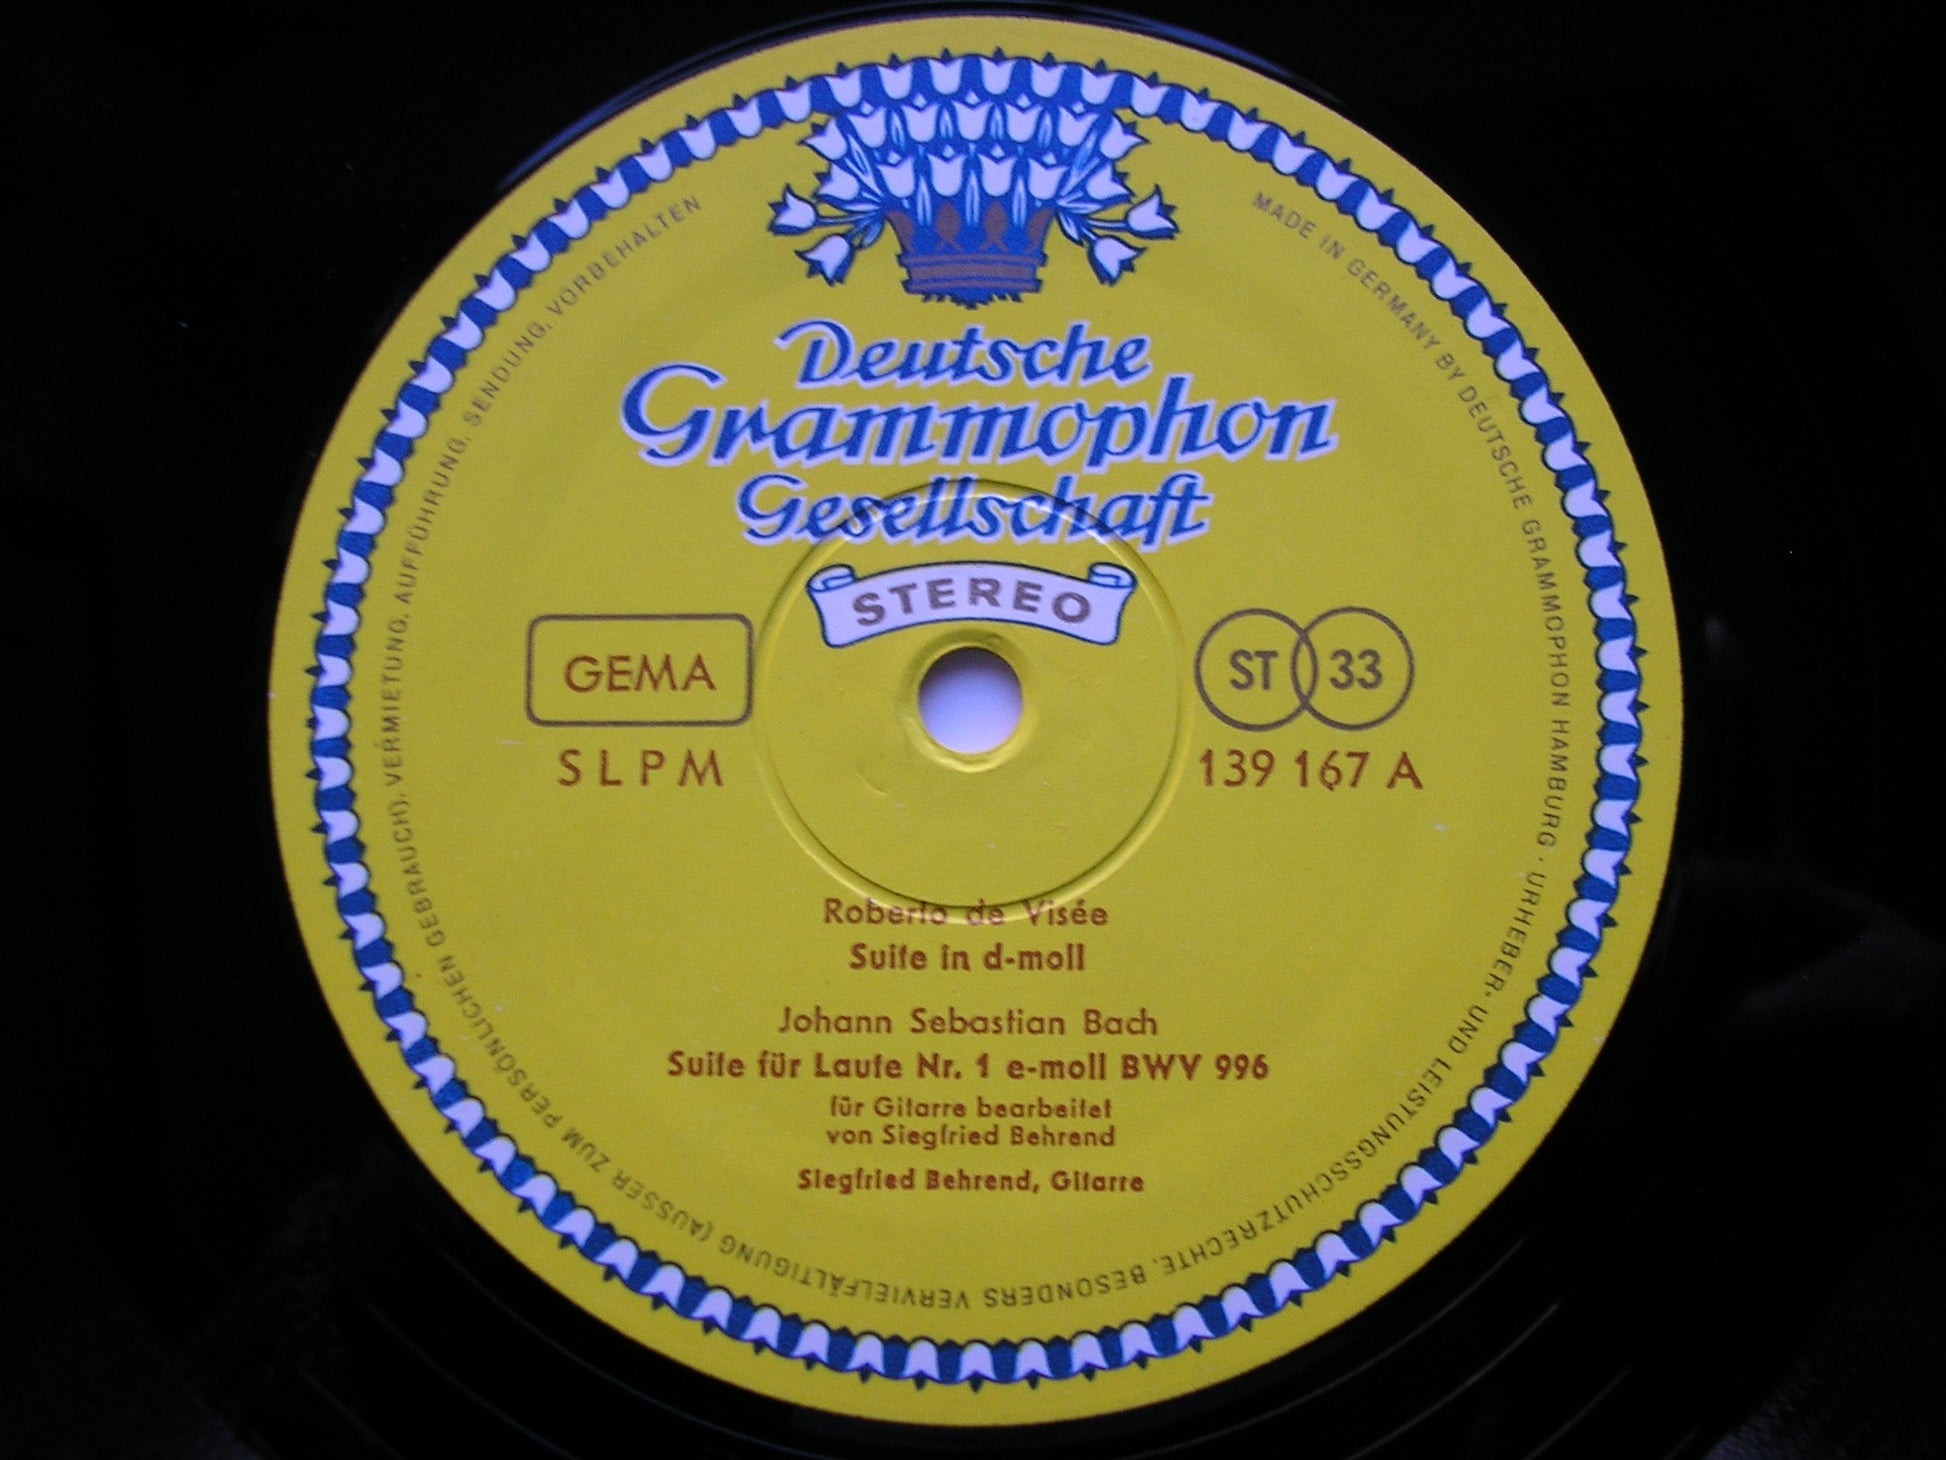 Deutsche
Grammophon
Gesellschaft
STEREO
GEMA
ST 33
SLPM
139 167 A
Roberto de Visée
Suite in d-moll
Johann Sebastian Bach
Suite für Laute Nr. 1 e-moll BWV 996
für Gitarre bearbeitet
von Siegfried Behrend
Siegfried Behrend, Gitarre
MADE IN GERMANY BY DEUTSCHE GRAMMOPHON HAMBURG · URHEBER- UND LEISTUNGSSCHUTZRECHTE, BESONDERS VERVIELFÄLTIGUNG (AUSSER ZUM PERSÖNLICHEN GEBRAUCH), VERMIETUNG, AUFFÜHRUNG, SENDUNG, VORBEHALTEN